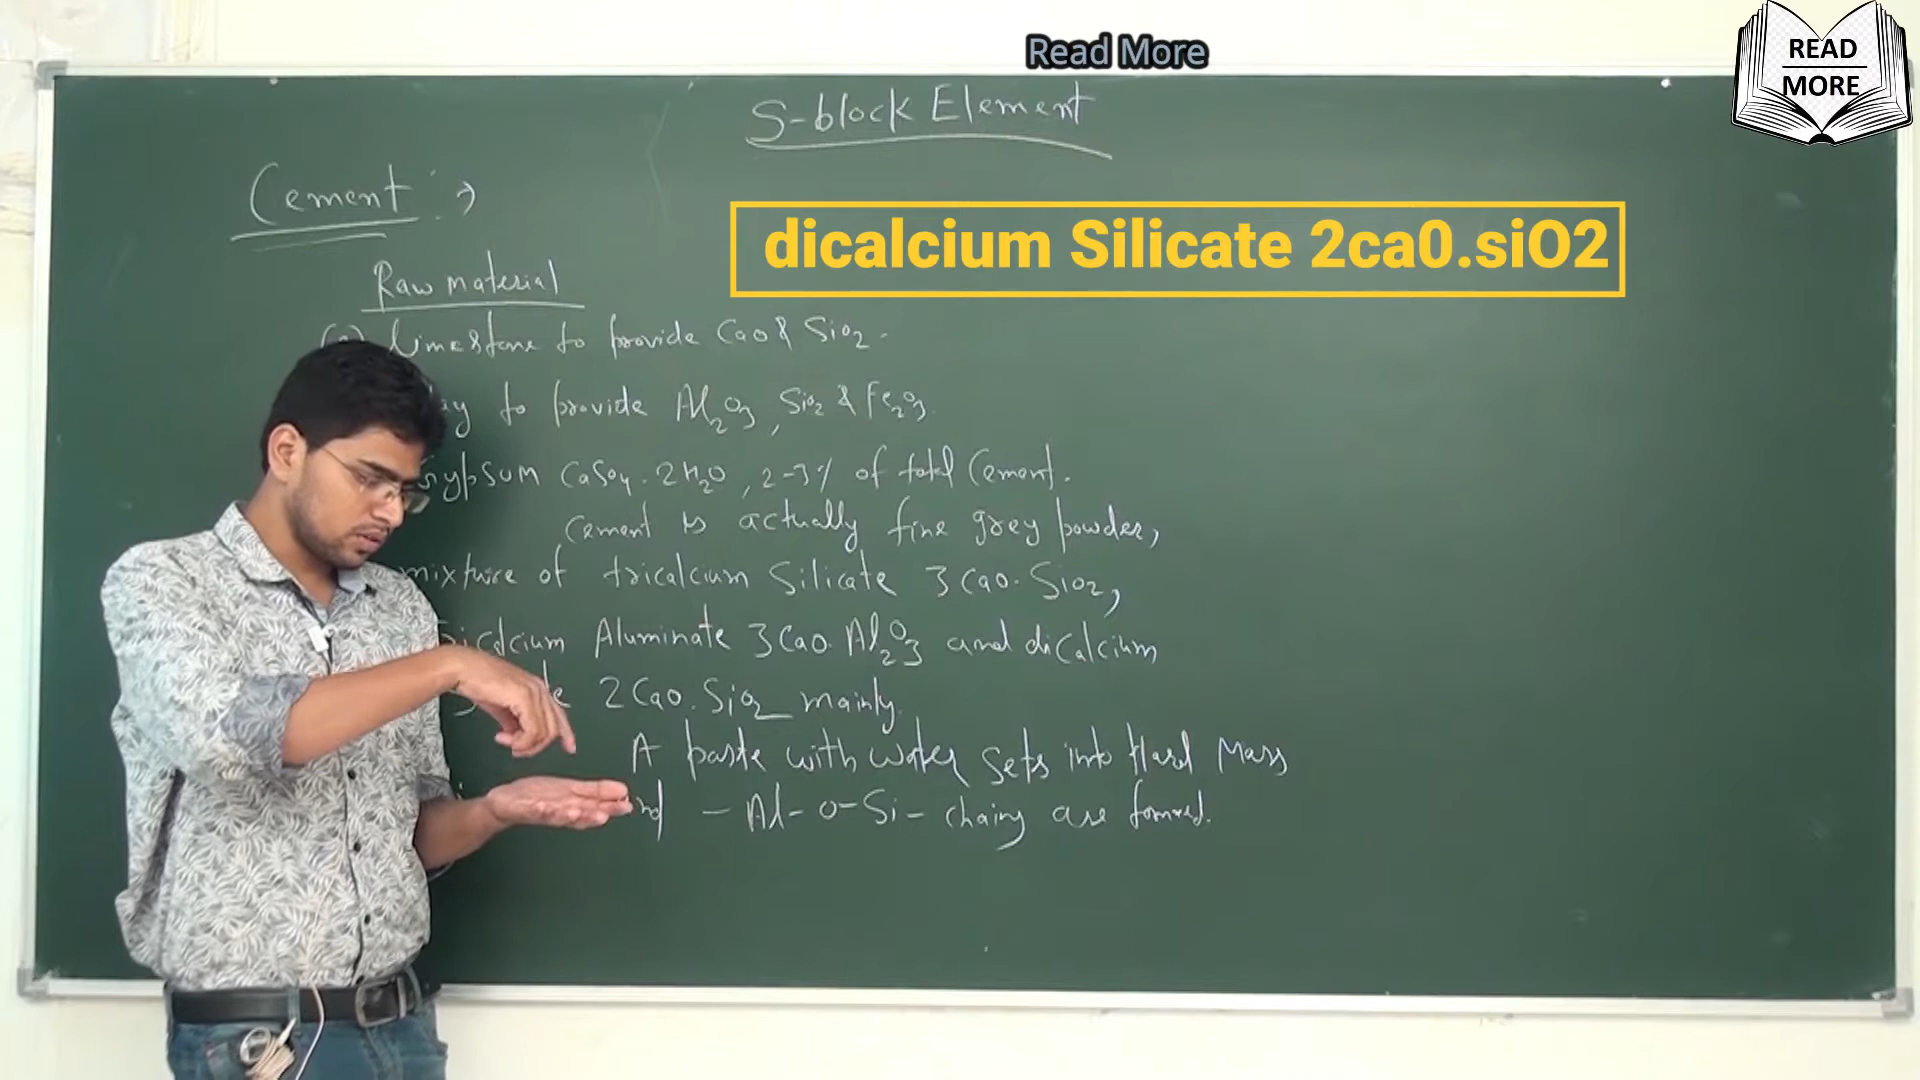 Read More
READ
MORE
S-block Element
Cement :→
dicalcium Silicate 2ca0.siO2
Raw material
limestone to provide CaO & SiO2.
to provide Al2O3, SiO2 & Fe2O3.
gypsum CaSO4.2H2O, 2-3% of total Cement.
cement is actually fine grey powder,
mixture of tricalcium Silicate 3CaO.SiO2,
Aluminate 3CaO.Al2O3 and dicalcium
2CaO.SiO2 mainly.
A paste with water sets into Hard Mass
and -Al-O-Si- chains are formed.